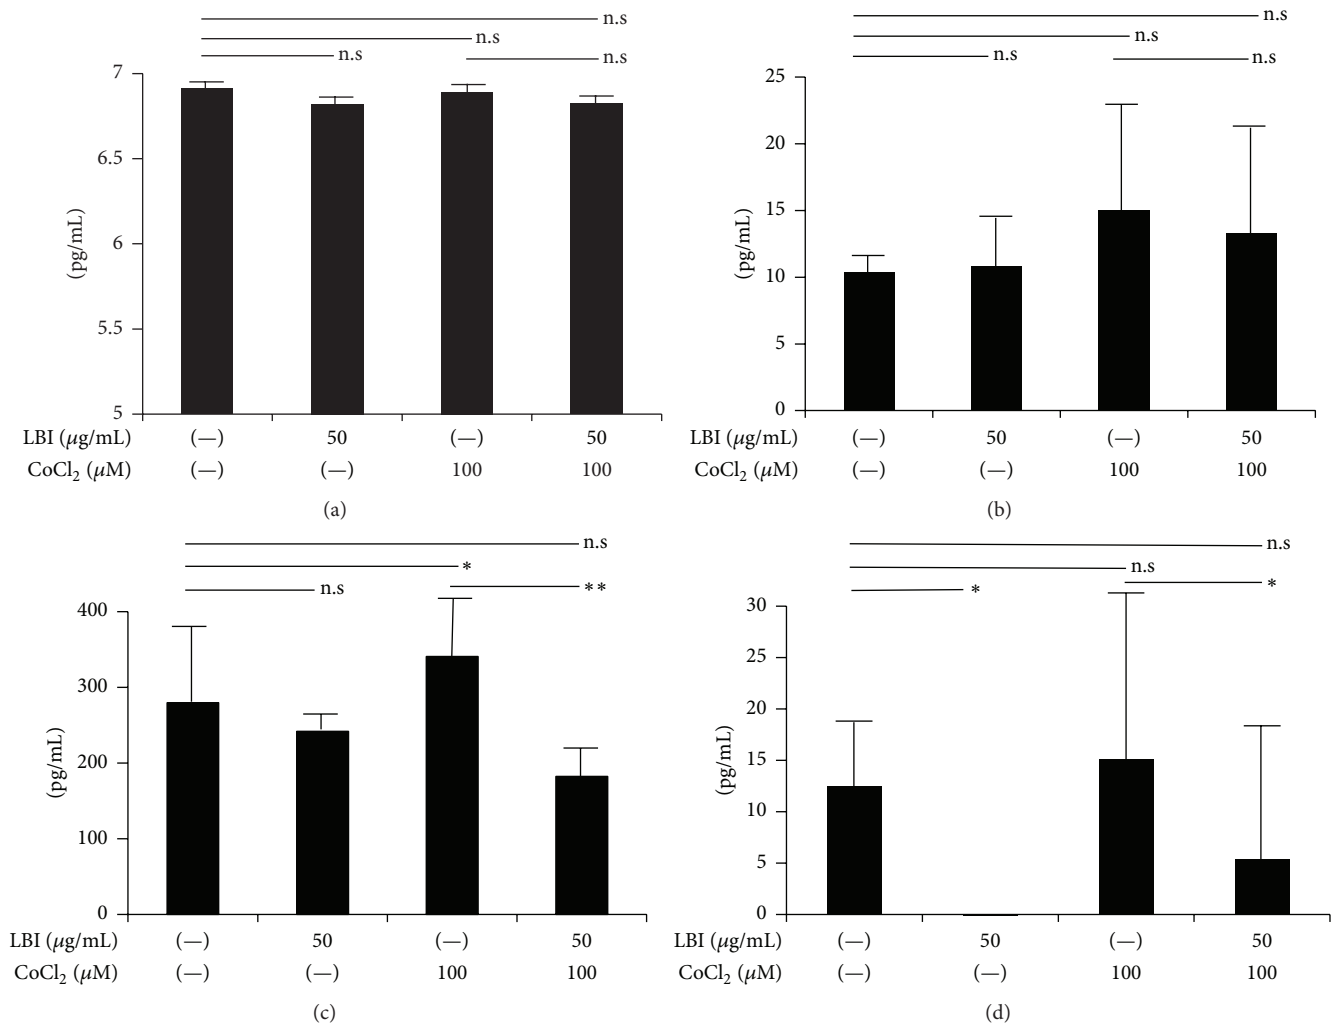 n.s
n.s
n.s
n.s
7
6.5
6
5.5
5
(pg/mL)
LBI (μg/mL) (—) 50 (—) 50
CoCl2 (μM) (—) (—) 100 100
(a)
n.s
n.s
n.s
n.s
25
20
15
10
5
0
(pg/mL)
LBI (μg/mL) (—) 50 (—) 50
CoCl2 (μM) (—) (—) 100 100
(b)
n.s
*
n.s
**
400
300
200
100
0
(pg/mL)
LBI (μg/mL) (—) 50 (—) 50
CoCl2 (μM) (—) (—) 100 100
(c)
n.s
n.s
*
*
30
25
20
15
10
5
0
(pg/mL)
LBI (μg/mL) (—) 50 (—) 50
CoCl2 (μM) (—) (—) 100 100
(d)